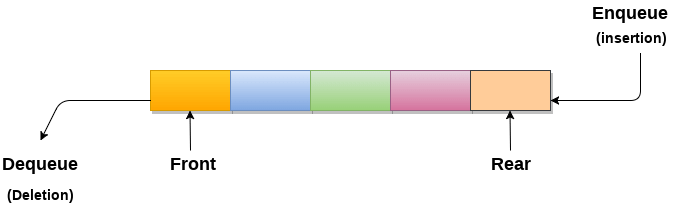 Enqueue
(insertion)
Dequeue
(Deletion)
Front
Rear